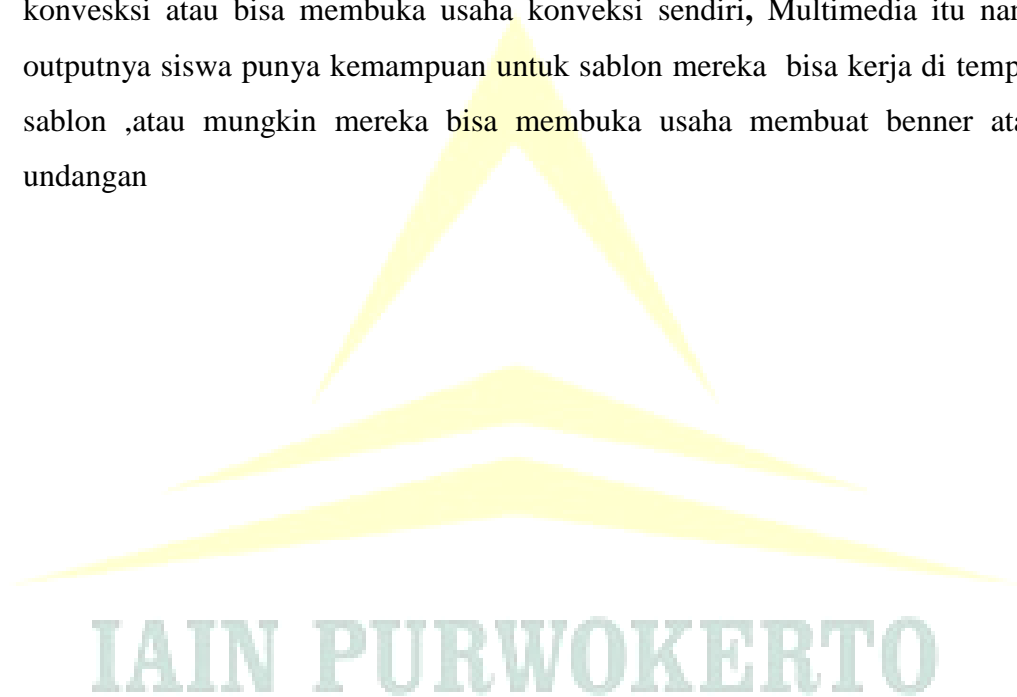 konvesksi atau bisa membuka usaha konveksi sendiri, Multimedia itu nan
outputnya siswa punya kemampuan untuk sablon mereka bisa kerja di temp
sablon ,atau mungkin mereka bisa membuka usaha membuat benner ata
undangan
IAIN PURWOKERTO